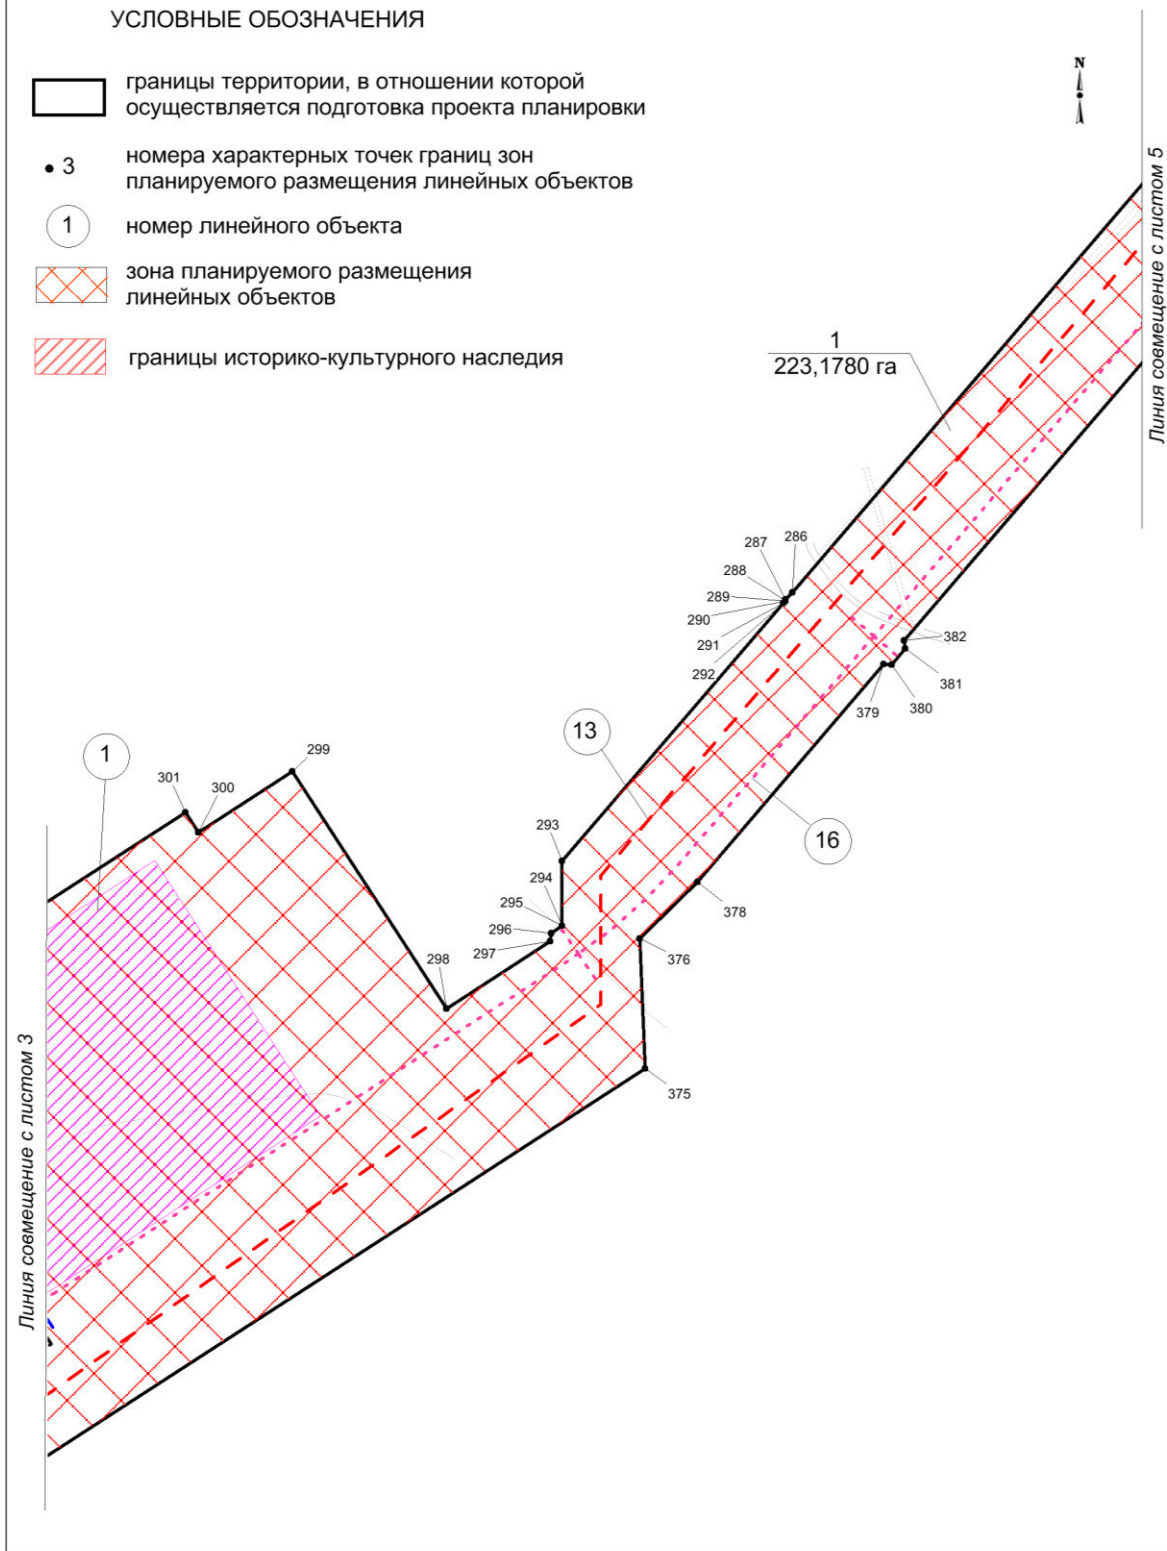 УСЛОВНЫЕ ОБОЗНАЧЕНИЯ
границы территории, в отношении которой
осуществляется подготовка проекта планировки
3
номера характерных точек границ зон
планируемого размещения линейных объектов
1
номер линейного объекта
зона планируемого размещения
линейных объектов
границы историко-культурного наследия
N
Линия совмещение с листом 5
1
223,1780 га
287
286
288
289
290
291
292
382
381
380
379
13
1
299
301
300
16
293
294
295
296
297
298
378
376
375
Линия совмещение с листом 3